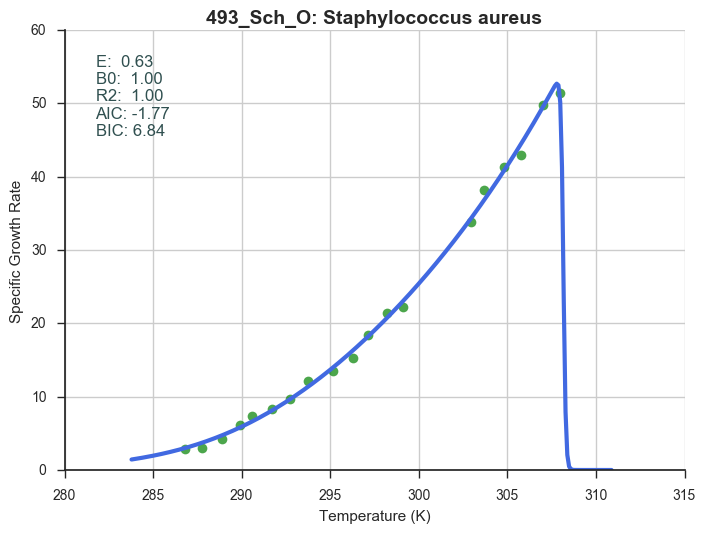 493_Sch_O: Staphylococcus aureus
60
E:  0.63
B0:  1.00
R2:  1.00
AIC: -1.77
BIC: 6.84
50
40
30
20
10
0
Specific Growth Rate
280 285 290 295 300 305 310 315
Temperature (K)